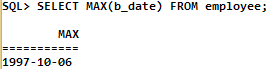 SQL> SELECT MAX(b_date) FROM employee;
MAX
===========
1997-10-06